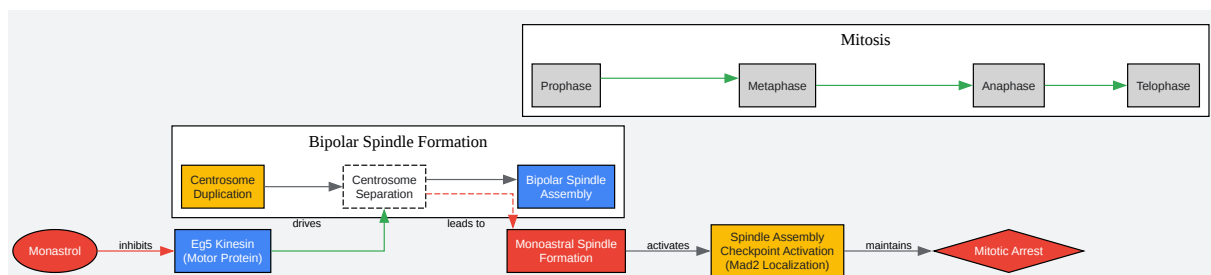 Mitosis
Prophase
Metaphase
Anaphase
Telophase
Bipolar Spindle Formation
Centrosome
Duplication
Centrosome
Separation
Bipolar Spindle
Assembly
drives
leads to
Monastrol
inhibits
Eg5 Kinesin
(Motor Protein)
Monoastral Spindle
Formation
activates
Spindle Assembly
Checkpoint Activation
(Mad2 Localization)
maintains
Mitotic Arrest